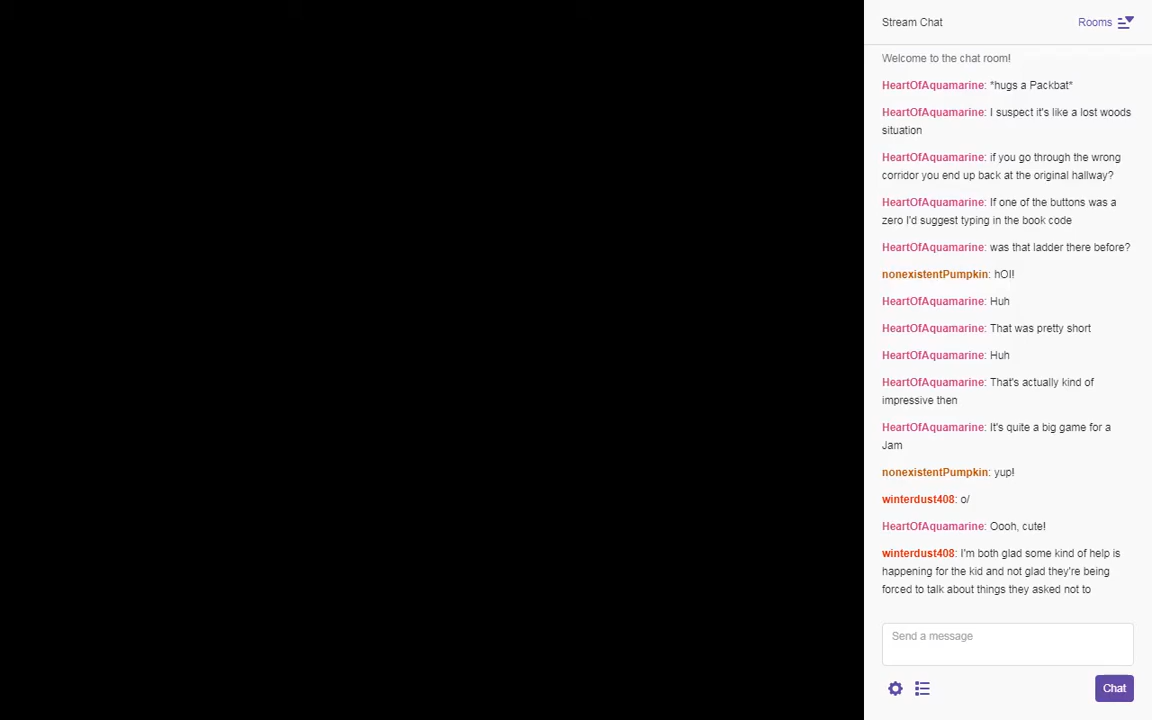 Stream Chat
Rooms
Welcome to the chat room!
HeartOfAquamarine: *hugs a Packbat*
HeartOfAquamarine: I suspect it's like a lost woods
situation
HeartOfAquamarine: if you go through the wrong
corridor you end up back at the original hallway?
HeartOfAquamarine: If one of the buttons was a
zero I'd suggest typing in the book code
HeartOfAquamarine: was that ladder there before?
nonexistentPumpkin: hOI!
HeartOfAquamarine: Huh
HeartOfAquamarine: That was pretty short
HeartOfAquamarine: Huh
HeartOfAquamarine: That's actually kind of
impressive then
HeartOfAquamarine: It's quite a big game for a
Jam
nonexistentPumpkin: yup!
winterdust408: o/
HeartOfAquamarine: Oooh, cute!
winterdust408: I'm both glad some kind of help is
happening for the kid and not glad they're being
forced to talk about things they asked not to
Send a message
Chat